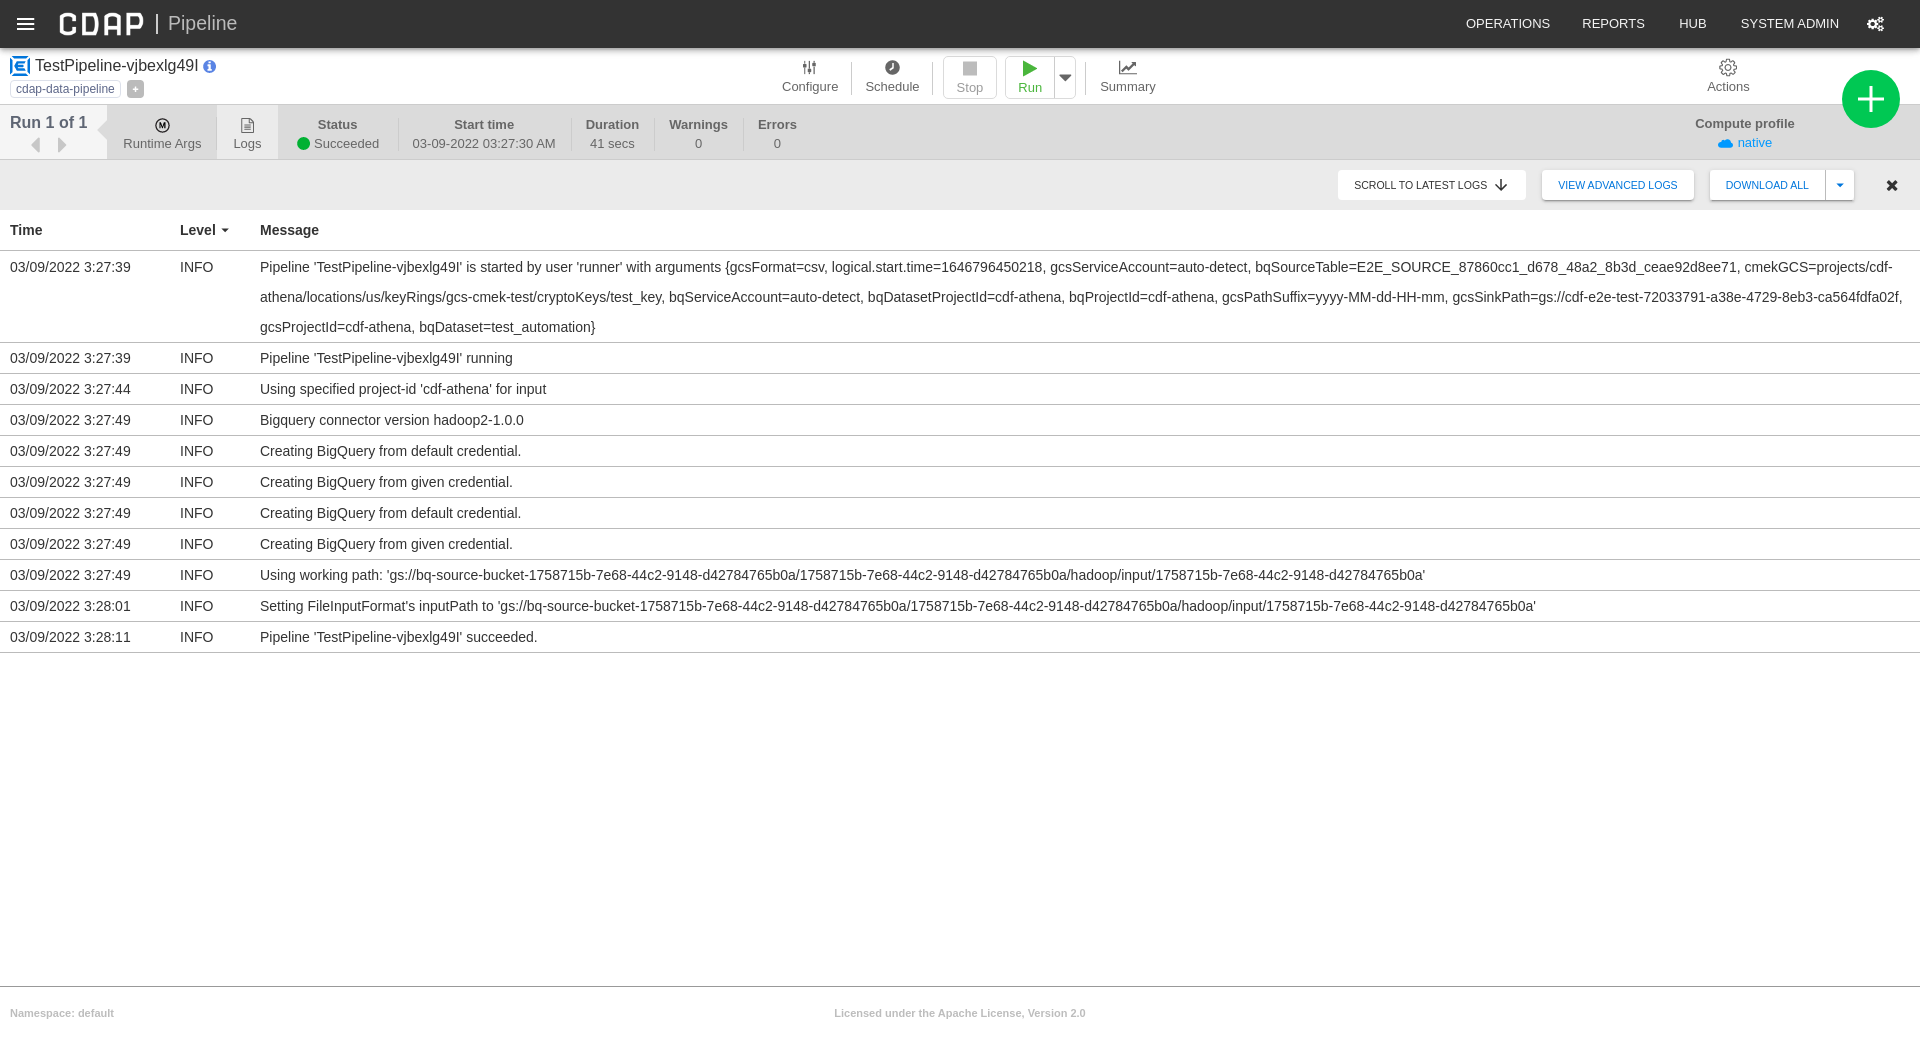 CDAP | Pipeline OPERATIONS REPORTS HUB SYSTEM ADMIN
TestPipeline-vjbexlg49I
cdap-data-pipeline +
Configure Schedule Stop Run Summary Actions
Run 1 of 1
Runtime Args Logs
Status Start time Duration Warnings Errors Compute profile
Succeeded 03-09-2022 03:27:30 AM 41 secs 0 0 native
SCROLL TO LATEST LOGS VIEW ADVANCED LOGS DOWNLOAD ALL
Time Level Message
03/09/2022 3:27:39 INFO Pipeline 'TestPipeline-vjbexlg49I' is started by user 'runner' with arguments {gcsFormat=csv, logical.start.time=1646796450218, gcsServiceAccount=auto-detect, bqSourceTable=E2E_SOURCE_87860cc1_d678_48a2_8b3d_ceae92d8ee71, cmekGCS=projects/cdf-
athena/locations/us/keyRings/gcs-cmek-test/cryptoKeys/test_key, bqServiceAccount=auto-detect, bqDatasetProjectId=cdf-athena, bqProjectId=cdf-athena, gcsPathSuffix=yyyy-MM-dd-HH-mm, gcsSinkPath=gs://cdf-e2e-test-72033791-a38e-4729-8eb3-ca564fdfa02f,
gcsProjectId=cdf-athena, bqDataset=test_automation}
03/09/2022 3:27:39 INFO Pipeline 'TestPipeline-vjbexlg49I' running
03/09/2022 3:27:44 INFO Using specified project-id 'cdf-athena' for input
03/09/2022 3:27:49 INFO Bigquery connector version hadoop2-1.0.0
03/09/2022 3:27:49 INFO Creating BigQuery from default credential.
03/09/2022 3:27:49 INFO Creating BigQuery from given credential.
03/09/2022 3:27:49 INFO Creating BigQuery from default credential.
03/09/2022 3:27:49 INFO Creating BigQuery from given credential.
03/09/2022 3:27:49 INFO Using working path: 'gs://bq-source-bucket-1758715b-7e68-44c2-9148-d42784765b0a/1758715b-7e68-44c2-9148-d42784765b0a/hadoop/input/1758715b-7e68-44c2-9148-d42784765b0a'
03/09/2022 3:28:01 INFO Setting FileInputFormat's inputPath to 'gs://bq-source-bucket-1758715b-7e68-44c2-9148-d42784765b0a/1758715b-7e68-44c2-9148-d42784765b0a/hadoop/input/1758715b-7e68-44c2-9148-d42784765b0a'
03/09/2022 3:28:11 INFO Pipeline 'TestPipeline-vjbexlg49I' succeeded.
Namespace: default Licensed under the Apache License, Version 2.0